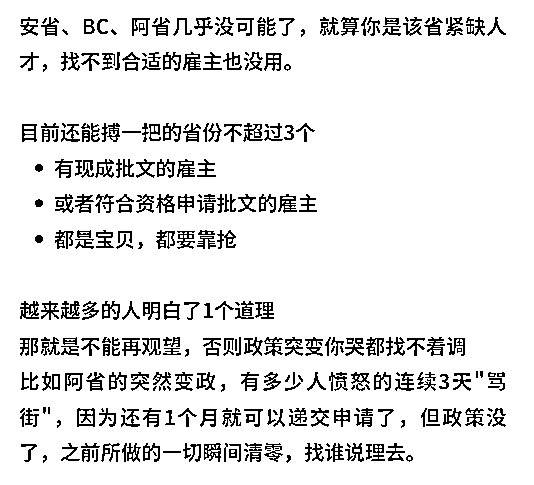 安省、BC、阿省几乎没可能了，就算你是该省紧缺人
才，找不到合适的雇主也没用。
目前还能搏一把的省份不超过3个
• 有现成批文的雇主
• 或者符合资格申请批文的雇主
• 都是宝贝，都要靠抢
越来越多的人明白了1个道理
那就是不能再观望，否则政策突变你哭都找不着调
比如阿省的突然变政，有多少人愤怒的连续3天"骂
街"，因为还有1个月就可以递交申请了，但政策没
了，之前所做的一切瞬间清零，找谁说理去。